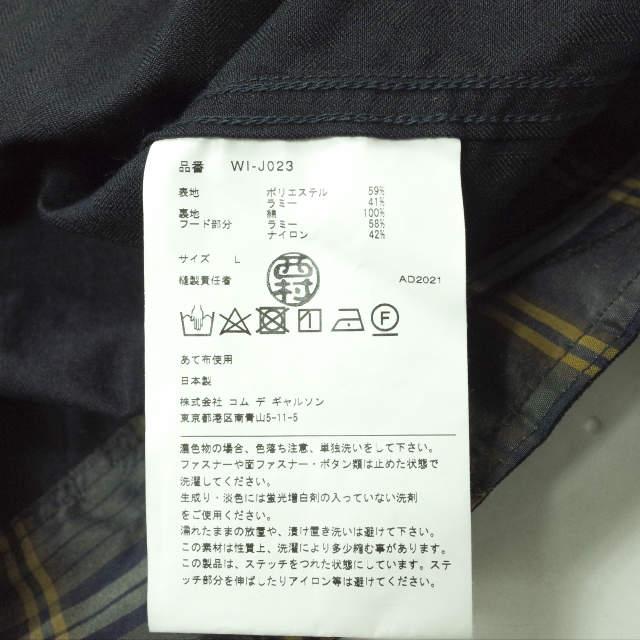 品番 WI-J023
表地 ポリエステル 59%
ラミー 41%
裏地 綿 100%
フード部分 ラミー 58%
ナイロン 42%
サイズ L
縫製責任者 西村 AD2021
F
あて布使用
日本製
株式会社 コム デ ギャルソン
東京都港区南青山5-11-5
濃色物の場合、色落ち注意、単独洗いをして下さい。
ファスナーや面ファスナー・ボタン類は止めた状態で
洗濯してください。
生成り・淡色には蛍光増白剤の入っていない洗剤
をご使用ください。
濡れたままの放置や、漬け置き洗いは避けて下さい。
この素材は性質上、洗濯により多少縮む事があります。
この製品は、ステッチをつれた状態で縫製しています。ステ
ッチ部分を伸ばしたりアイロン等は避けてください。